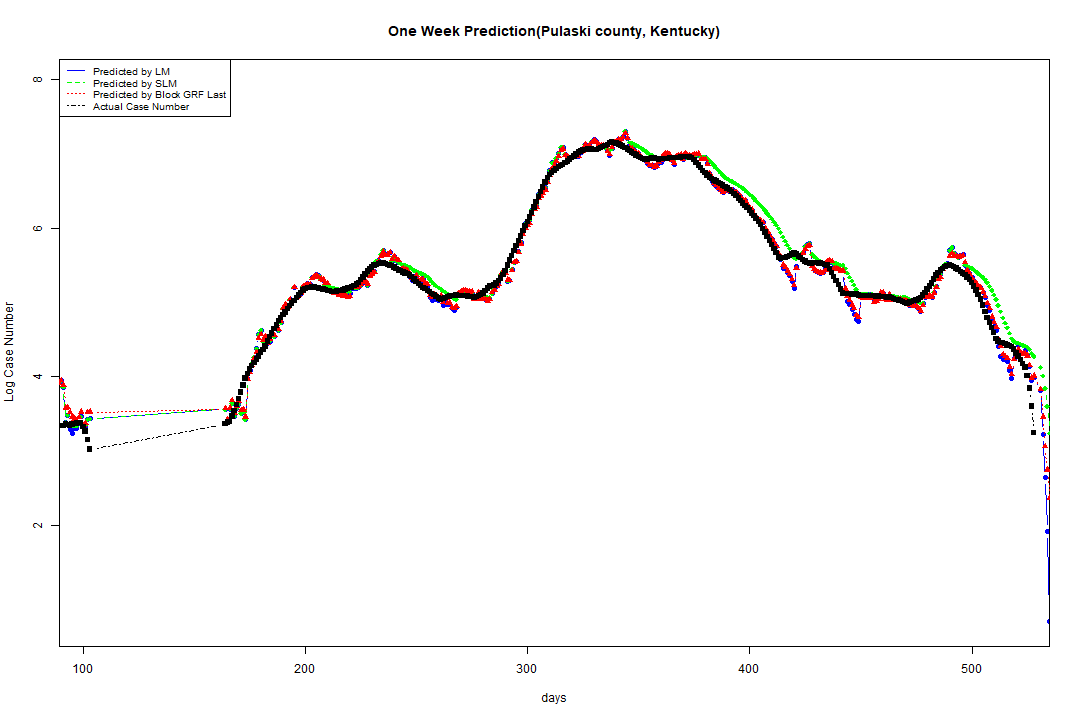 One Week Prediction(Pulaski county, Kentucky)
Predicted by LM
Predicted by SLM
Predicted by Block GRF Last
Actual Case Number
8
6
4
2
Log Case Number
100 200 300 400 500
days